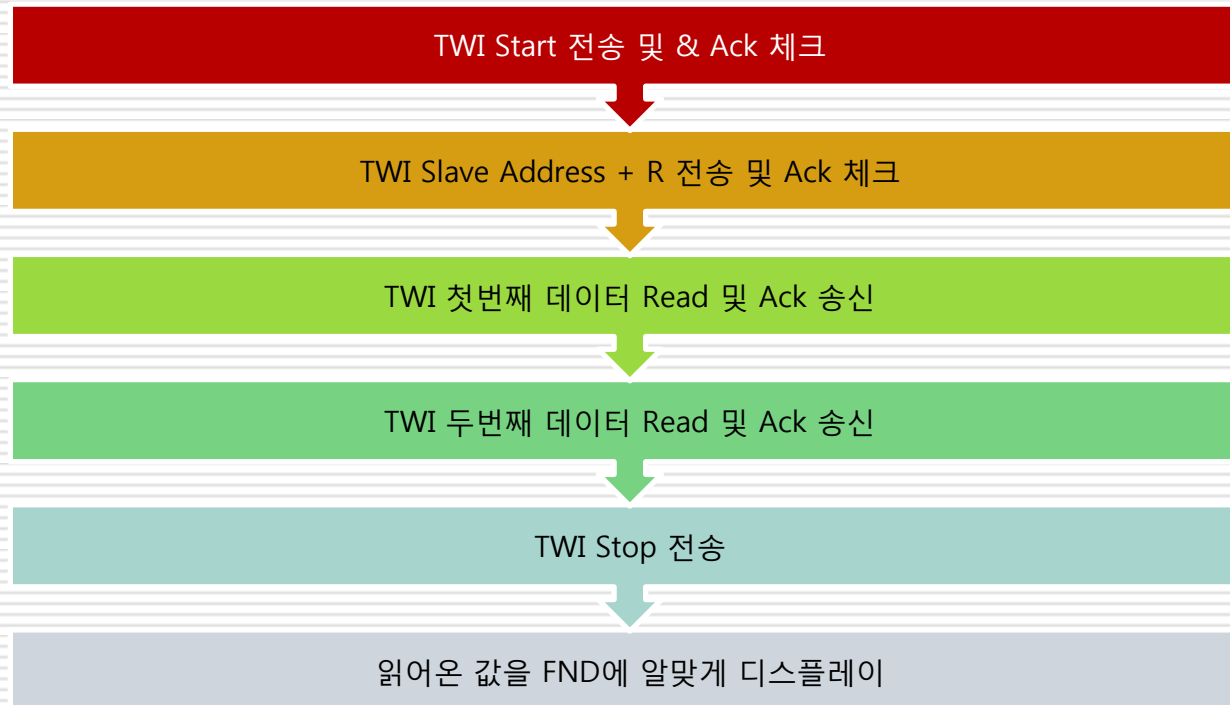 TWI Start 전송 및 & Ack 체크
TWI Slave Address + R 전송 및 Ack 체크
TWI 첫번째 데이터 Read 및 Ack 송신
TWI 두번째 데이터 Read 및 Ack 송신
TWI Stop 전송
읽어온 값을 FND에 알맞게 디스플레이